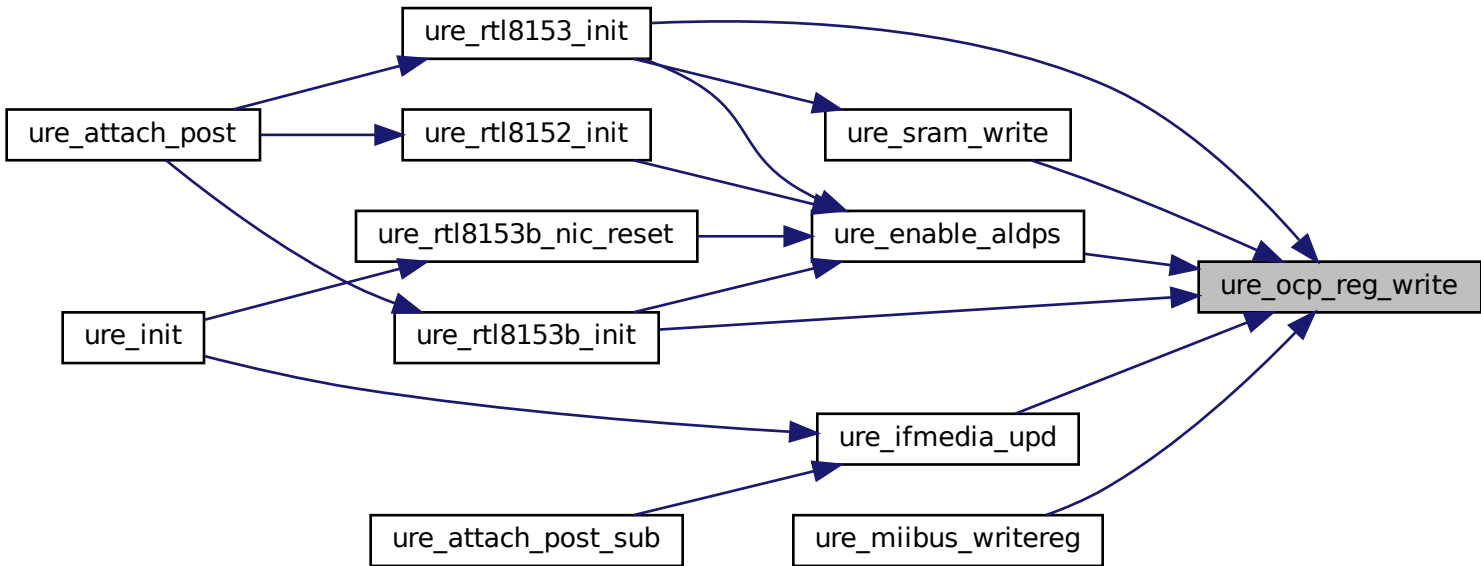 ure_rtl8153_init
ure_attach_post
ure_rtl8152_init
ure_sram_write
ure_rtl8153b_nic_reset
ure_enable_aldps
ure_ocp_reg_write
ure_init
ure_rtl8153b_init
ure_ifmedia_upd
ure_attach_post_sub
ure_miibus_writereg